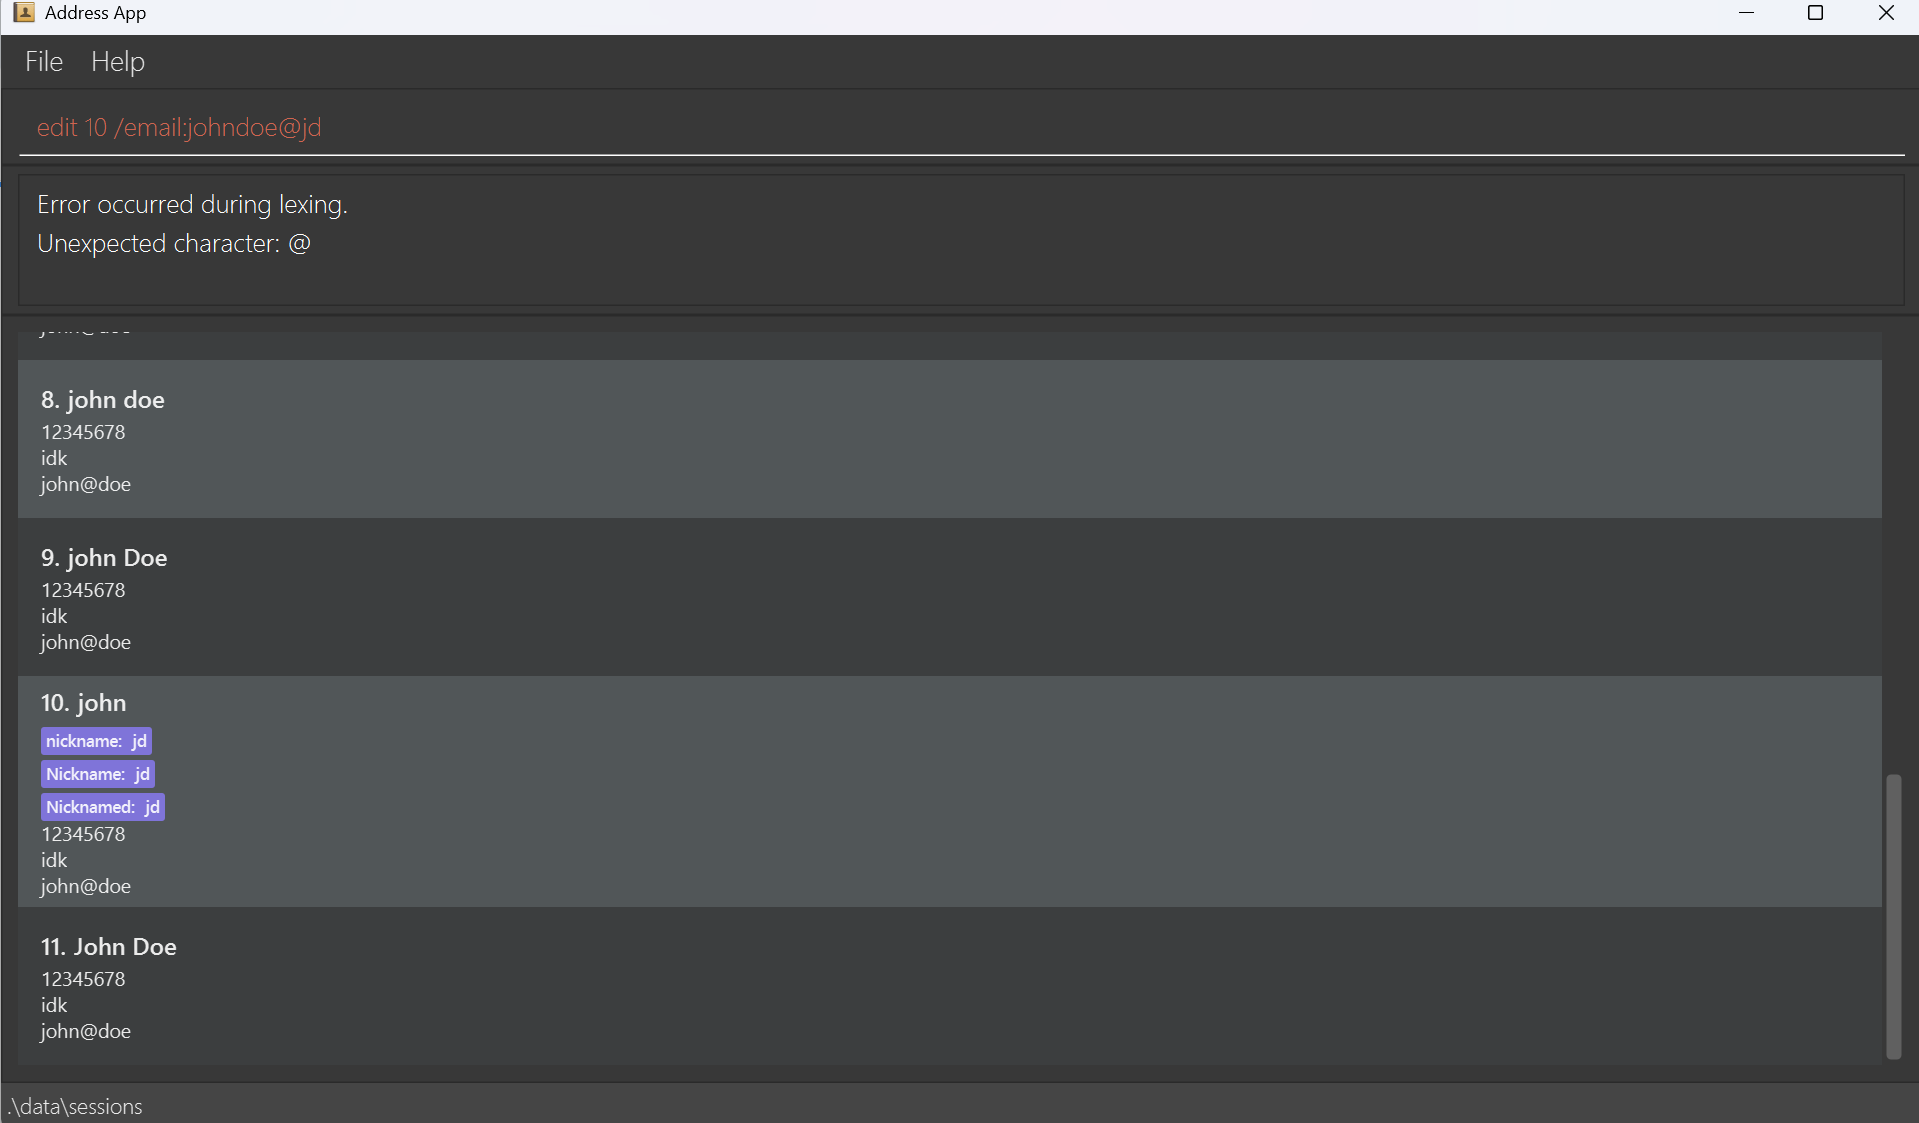 Address App
File Help
edit 10 /email:johndoe@jd
Error occurred during lexing.
Unexpected character: @
8. john doe
12345678
idk
john@doe
9. john Doe
12345678
idk
john@doe
10. john
nickname: jd
Nickname: jd
Nicknamed: jd
12345678
idk
john@doe
11. John Doe
12345678
idk
john@doe
.\data\sessions